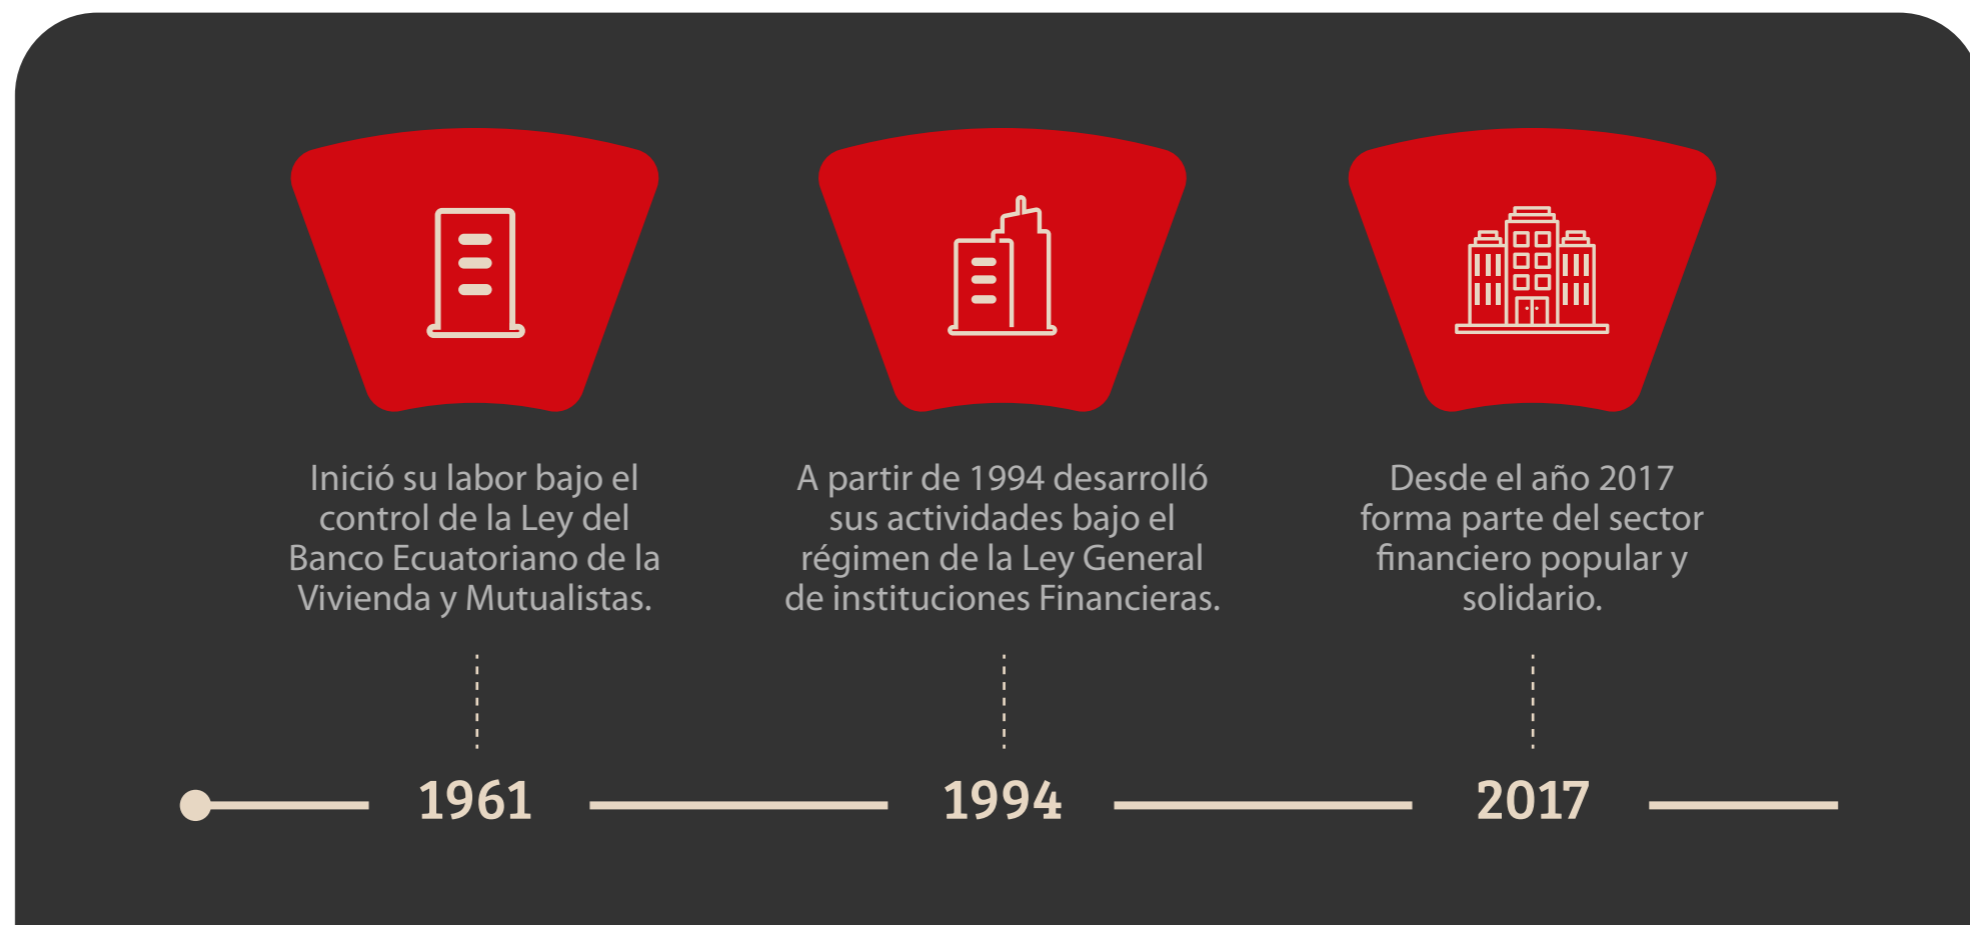 Inició su labor bajo el
control de la Ley del
Banco Ecuatoriano de la
Vivienda y Mutualistas.
A partir de 1994 desarrolló
sus actividades bajo el
régimen de la Ley General
de instituciones Financieras.
Desde el año 2017
forma parte del sector
financiero popular y
solidario.
1961
1994
2017